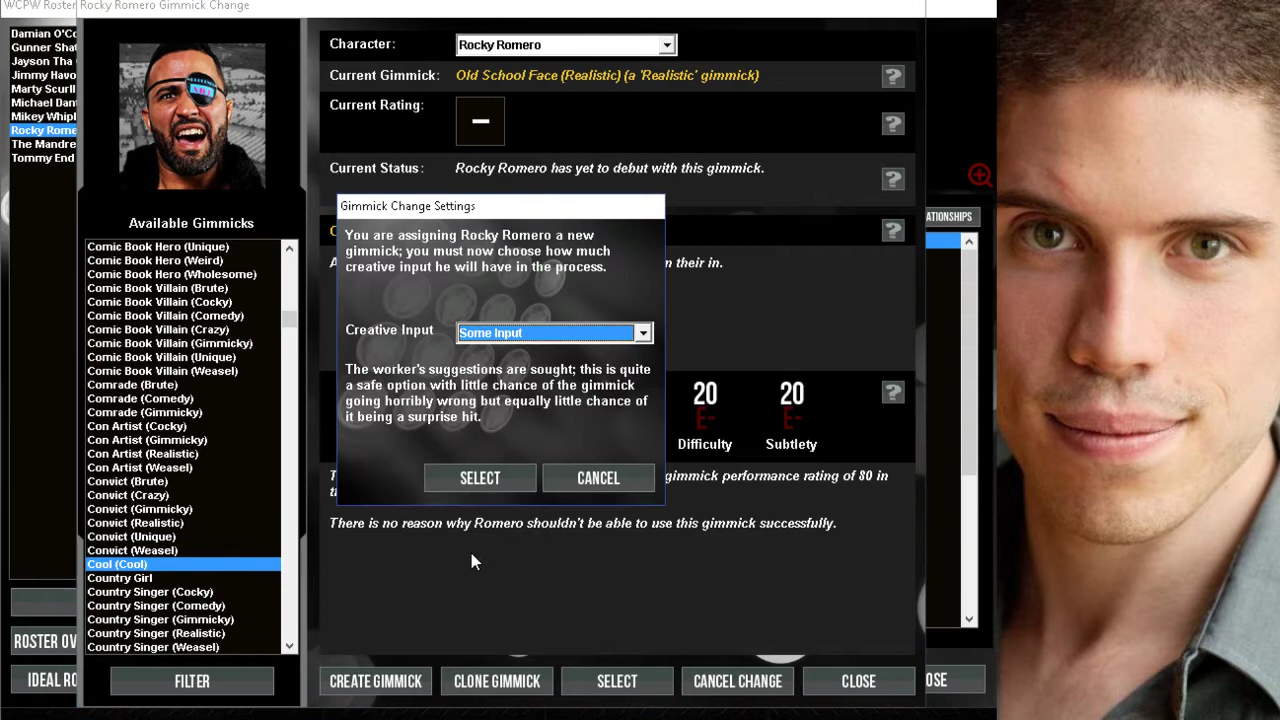 WCPW Roster
Rocky Romero Gimmick Change
Damian O'Co
Gunner Shat
Jayson Tha
Jimmy Havo
Marty Scurll
Michael Dant
Mikey Whipl
Rocky Rome
The Mandre
Tommy End
ROSTER OV
IDEAL RO
Available Gimmicks
Comic Book Hero (Unique)
Comic Book Hero (Weird)
Comic Book Hero (Wholesome)
Comic Book Villain (Brute)
Comic Book Villain (Cocky)
Comic Book Villain (Comedy)
Comic Book Villain (Crazy)
Comic Book Villain (Gimmicky)
Comic Book Villain (Unique)
Comic Book Villain (Weasel)
Comrade (Brute)
Comrade (Comedy)
Comrade (Gimmicky)
Con Artist (Cocky)
Con Artist (Gimmicky)
Con Artist (Realistic)
Con Artist (Weasel)
Convict (Brute)
Convict (Crazy)
Convict (Gimmicky)
Convict (Realistic)
Convict (Unique)
Convict (Weasel)
Cool (Cool)
Country Girl
Country Singer (Cocky)
Country Singer (Comedy)
Country Singer (Gimmicky)
Country Singer (Realistic)
Country Singer (Weasel)
FILTER
Character: Rocky Romero
Current Gimmick: Old School Face (Realistic) (a 'Realistic' gimmick) ?
Current Rating: – ?
Current Status: Rocky Romero has yet to debut with this gimmick. ?
?
n their in.
Gimmick Change Settings
You are assigning Rocky Romero a new
gimmick; you must now choose how much
creative input he will have in the process.
Creative Input Some Input
The worker's suggestions are sought; this is quite
a safe option with little chance of the gimmick
going horribly wrong but equally little chance of
it being a surprise hit.
SELECT CANCEL
20 20 ?
E- E-
Difficulty Subtlety
gimmick performance rating of 80 in
There is no reason why Romero shouldn't be able to use this gimmick successfully.
CREATE GIMMICK CLONE GIMMICK SELECT CANCEL CHANGE CLOSE
ATIONSHIPS
OSE